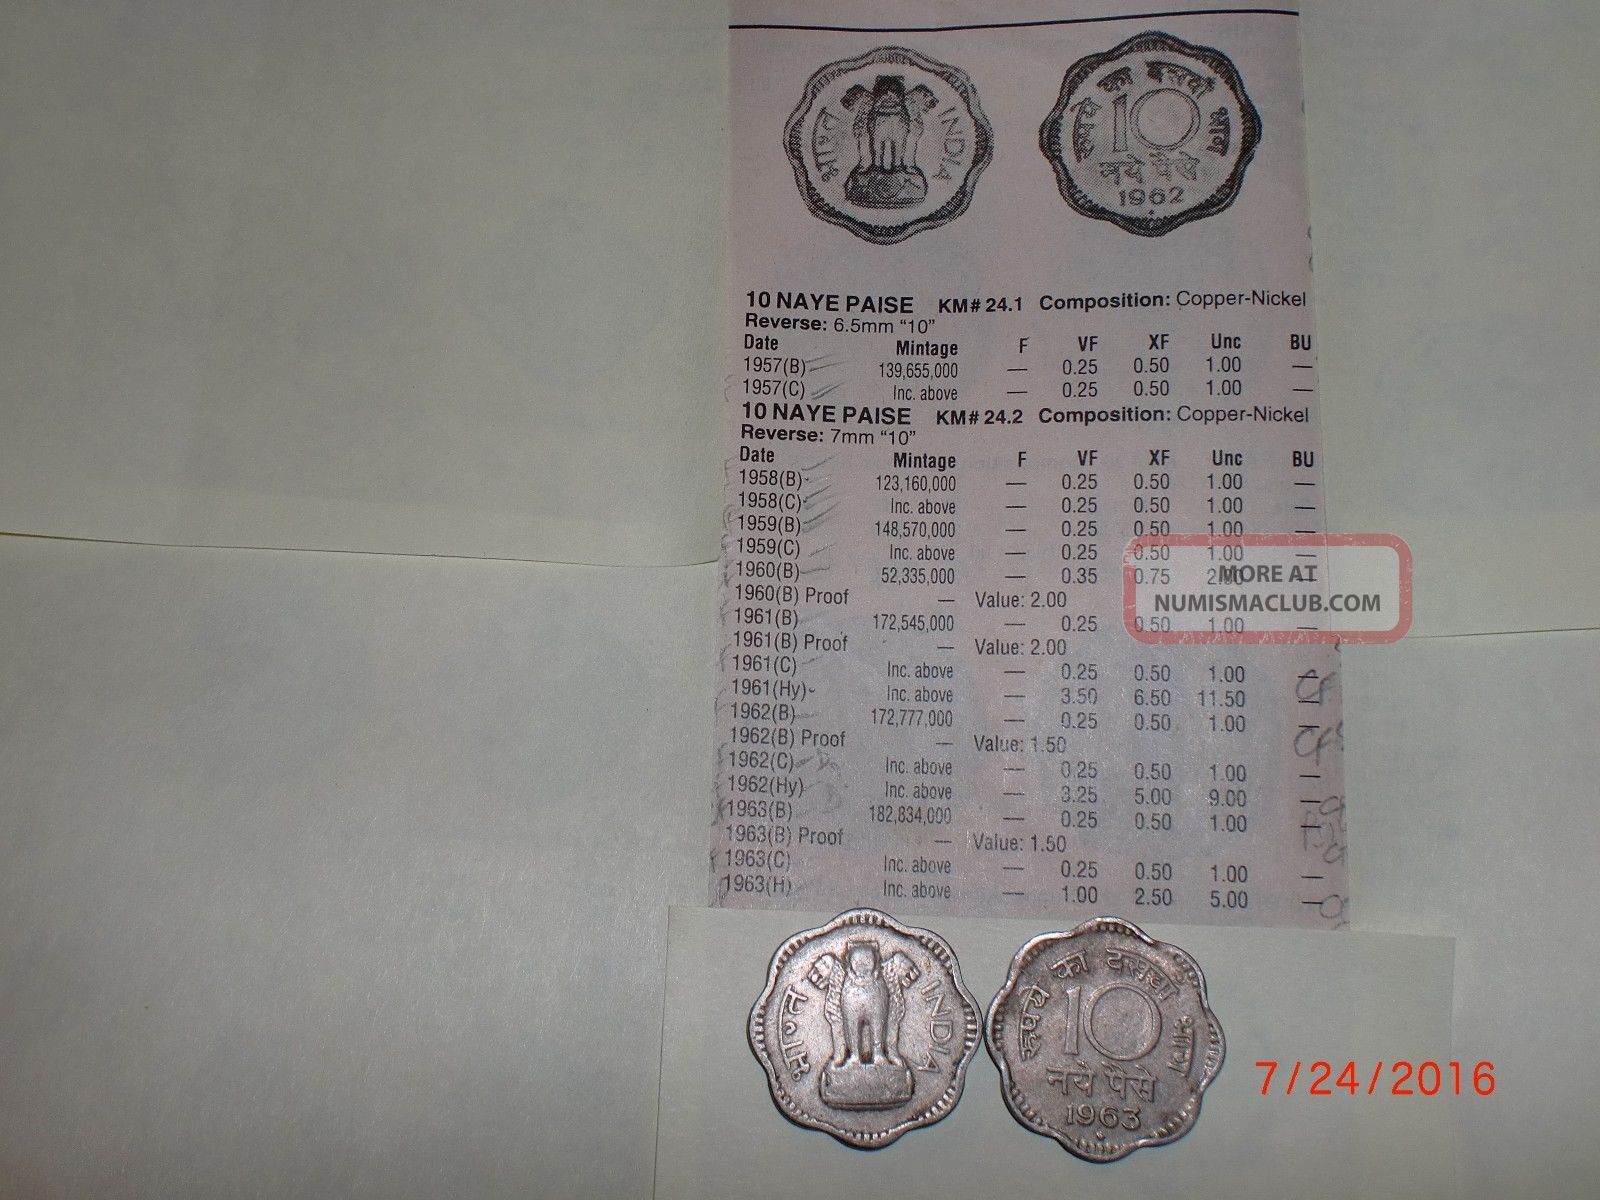 भारत INDIA
रुपये का दसवाँ भाग
10
नये पैसे
1962
10 NAYE PAISE KM# 24.1 Composition: Copper-Nickel
Reverse: 6.5mm “10”
Date Mintage F VF XF Unc BU
1957(B) 139,655,000 — 0.25 0.50 1.00 —
1957(C) Inc. above — 0.25 0.50 1.00 —
10 NAYE PAISE KM# 24.2 Composition: Copper-Nickel
Reverse: 7mm “10”
Date Mintage F VF XF Unc BU
1958(B) 123,160,000 — 0.25 0.50 1.00 —
1958(C) Inc. above — 0.25 0.50 1.00 —
1959(B) 148,570,000 — 0.25 0.50 1.00 —
1959(C) Inc. above — 0.25 0.50 1.00 —
1960(B) 52,335,000 — 0.35 0.75 —
1960(B) Proof — Value: 2.00
1961(B) 172,545,000 — 0.25 0.50 1.00 —
1961(B) Proof — Value: 2.00
1961(C) Inc. above — 0.25 0.50 1.00 —
1961(Hy) Inc. above — 3.50 6.50 11.50 —
1962(B) 172,777,000 — 0.25 0.50 1.00 —
1962(B) Proof — Value: 1.50
1962(C) Inc. above — 0.25 0.50 1.00 —
1962(Hy) Inc. above — 3.25 5.00 9.00 —
1963(B) 182,834,000 — 0.25 0.50 1.00 —
1963(B) Proof — Value: 1.50
1963(C) Inc. above — 0.25 0.50 1.00 —
1963(H) Inc. above — 1.00 2.50 5.00 —
MORE AT
NUMISMACLUB.COM
भारत INDIA
रुपये का दसवाँ भाग
10
नये पैसे
1963
7/24/2016